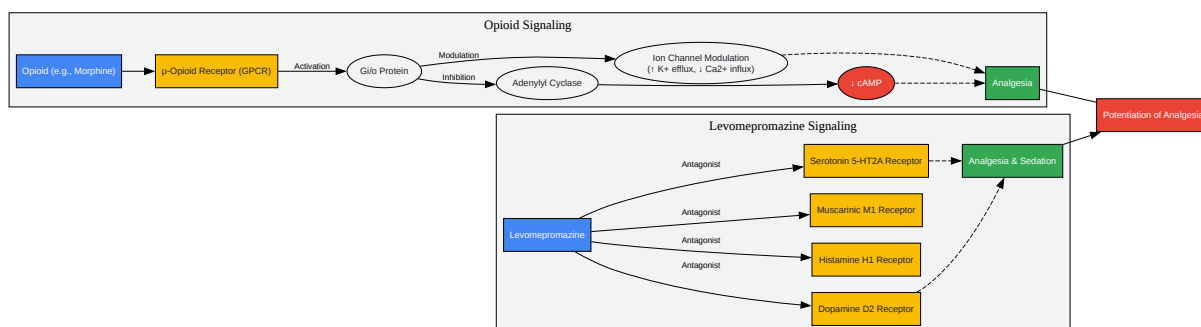 Opioid Signaling
Opioid (e.g., Morphine)
μ-Opioid Receptor (GPCR)
Activation
Gi/o Protein
Modulation
Inhibition
Ion Channel Modulation
(↑ K+ efflux, ↓ Ca2+ influx)
Adenylyl Cyclase
↓ cAMP
Analgesia
Potentiation of Analgesia
Levomepromazine Signaling
Levomepromazine
Antagonist
Serotonin 5-HT2A Receptor
Analgesia & Sedation
Antagonist
Muscarinic M1 Receptor
Antagonist
Histamine H1 Receptor
Antagonist
Dopamine D2 Receptor